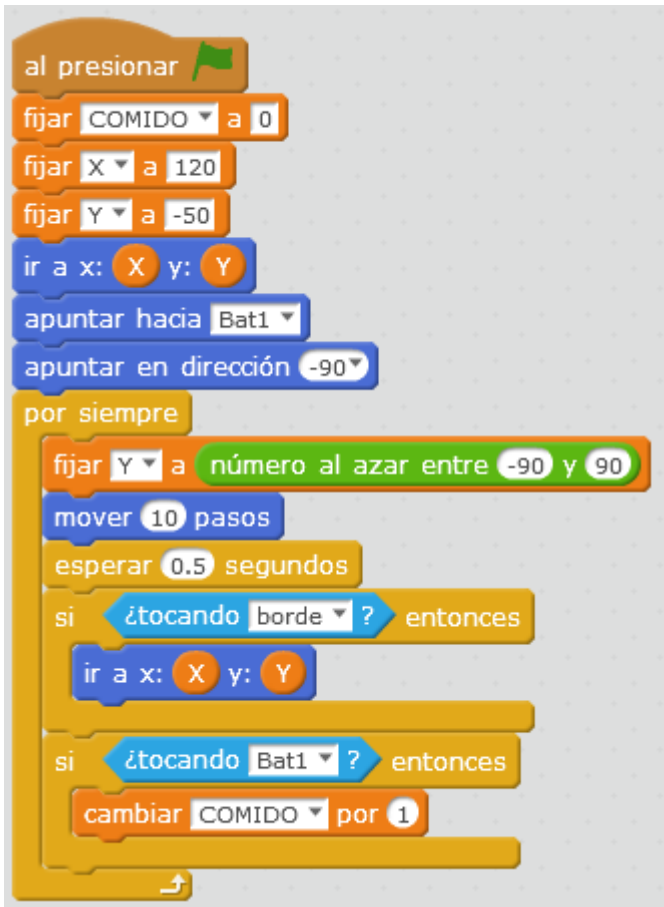 al presionar
fijar COMIDO a 0
fijar X a 120
fijar Y a -50
ir a x: X y: Y
apuntar hacia Bat1
apuntar en dirección -90
por siempre
fijar Y a número al azar entre -90 y 90
mover 10 pasos
esperar 0.5 segundos
si ¿tocando borde ? entonces
ir a x: X y: Y
si ¿tocando Bat1 ? entonces
cambiar COMIDO por 1